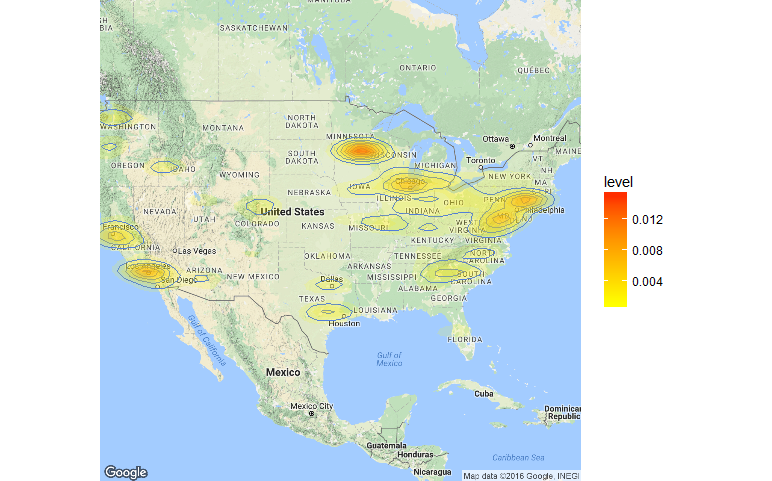 MANITOBA
SASKATCHEWAN
BIA
ONTARIO
QUÉBEC
WASHINGTON
MONTANA
NORTH
DAKOTA
MINNESOTA
Ottawa
Montreal
MAINE
OREGON
IDAHO
SOUTH
DAKOTA
WISCONSIN
MICHIGAN
Toronto
VT
NH
WYOMING
NEW YORK
MA
IOWA
Chicago
RI
NEBRASKA
ILLINOIS
OHIO
PENN
NEVADA
UTAH
COLORADO
United States
INDIANA
Philadelphia
Francisco
KANSAS
MISSOURI
WEST
VIRGINIA
CALIFORNIA
Las Vegas
KENTUCKY
VIRGINIA
OKLAHOMA
TENNESSEE
NORTH
CAROLINA
Los Angeles
San Diego
ARIZONA
NEW MEXICO
ARKANSAS
MISSISSIPPI
SOUTH
CAROLINA
Dallas
ALABAMA
TEXAS
GEORGIA
LOUISIANA
Houston
Gulf of
California
FLORIDA
Gulf of
Mexico
Mexico
Cuba
Mexico City
Dominican
Republic
Guatemala
Honduras
Caribbean Sea
Nicaragua
Google
Map data ©2016 Google, INEGI
level
0.012
0.008
0.004